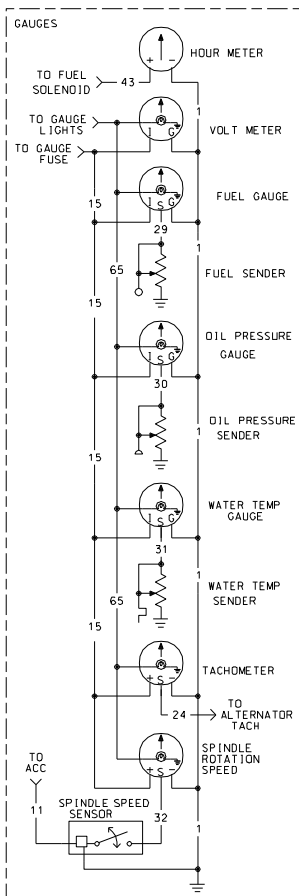 GAUGES
+ -
HOUR METER
TO FUEL
SOLENOID
43
1
TO GAUGE
LIGHTS
I G
VOLT METER
TO GAUGE
FUSE
15
FUEL GAUGE
I S G
29
1
65
FUEL SENDER
15
OIL PRESSURE
GAUGE
I S G
30
OIL PRESSURE
SENDER
1
15
WATER TEMP
GAUGE
I S G
31
1
WATER TEMP
SENDER
65
15
TACHOMETER
+ S -
24
TO
ALTERNATOR
TACH
SPINDLE
ROTATION
SPEED
+ S -
TO
ACC
11
SPINDLE SPEED
SENSOR
32
1